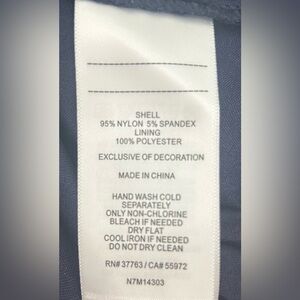 SHELL
95% NYLON 5% SPANDEX
LINING
100% POLYESTER
EXCLUSIVE OF DECORATION
MADE IN CHINA
HAND WASH COLD
SEPARATELY
ONLY NON-CHLORINE
BLEACH IF NEEDED
DRY FLAT
COOL IRON IF NEEDED
DO NOT DRY CLEAN
RN# 37763 / CA# 55972
N7M14303